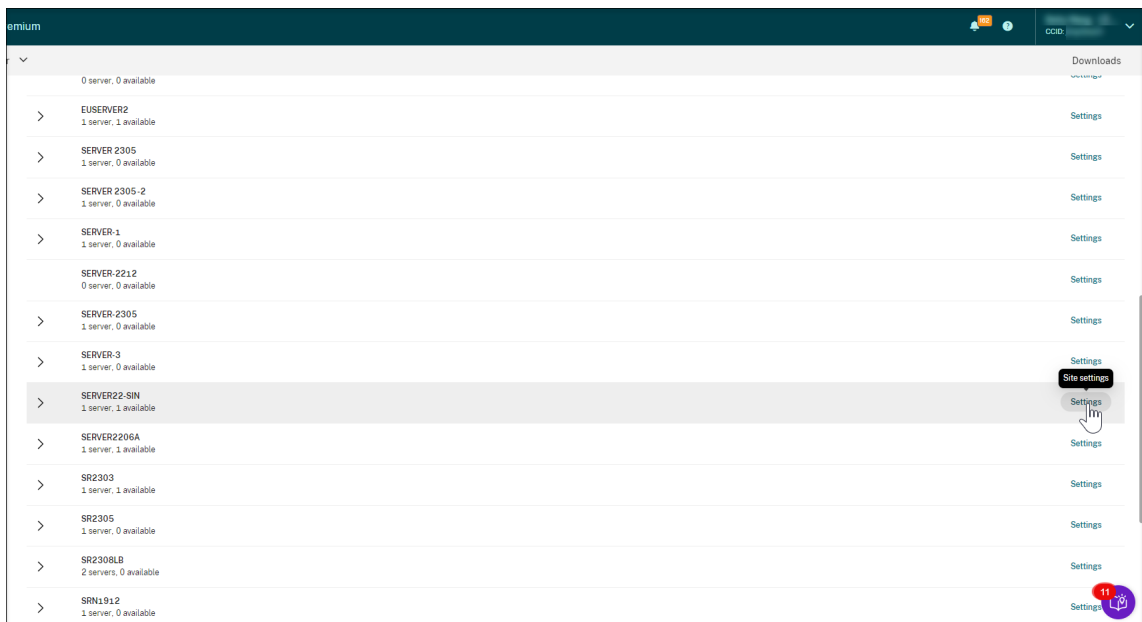 emium
182
?
CCID:
r
Downloads
0 server, 0 available
Settings
EUSERVER2
1 server, 1 available
Settings
SERVER 2305
1 server, 0 available
Settings
SERVER 2305-2
1 server, 0 available
Settings
SERVER-1
1 server, 0 available
Settings
SERVER-2212
0 server, 0 available
Settings
SERVER-2305
1 server, 0 available
Settings
SERVER-3
1 server, 0 available
Settings
Site settings
SERVER22-SIN
1 server, 1 available
Settings
SERVER2206A
1 server, 1 available
Settings
SR2303
1 server, 1 available
Settings
SR2305
1 server, 0 available
Settings
SR2308LB
2 servers, 0 available
Settings
11
SRN1912
1 server, 0 available
Settings